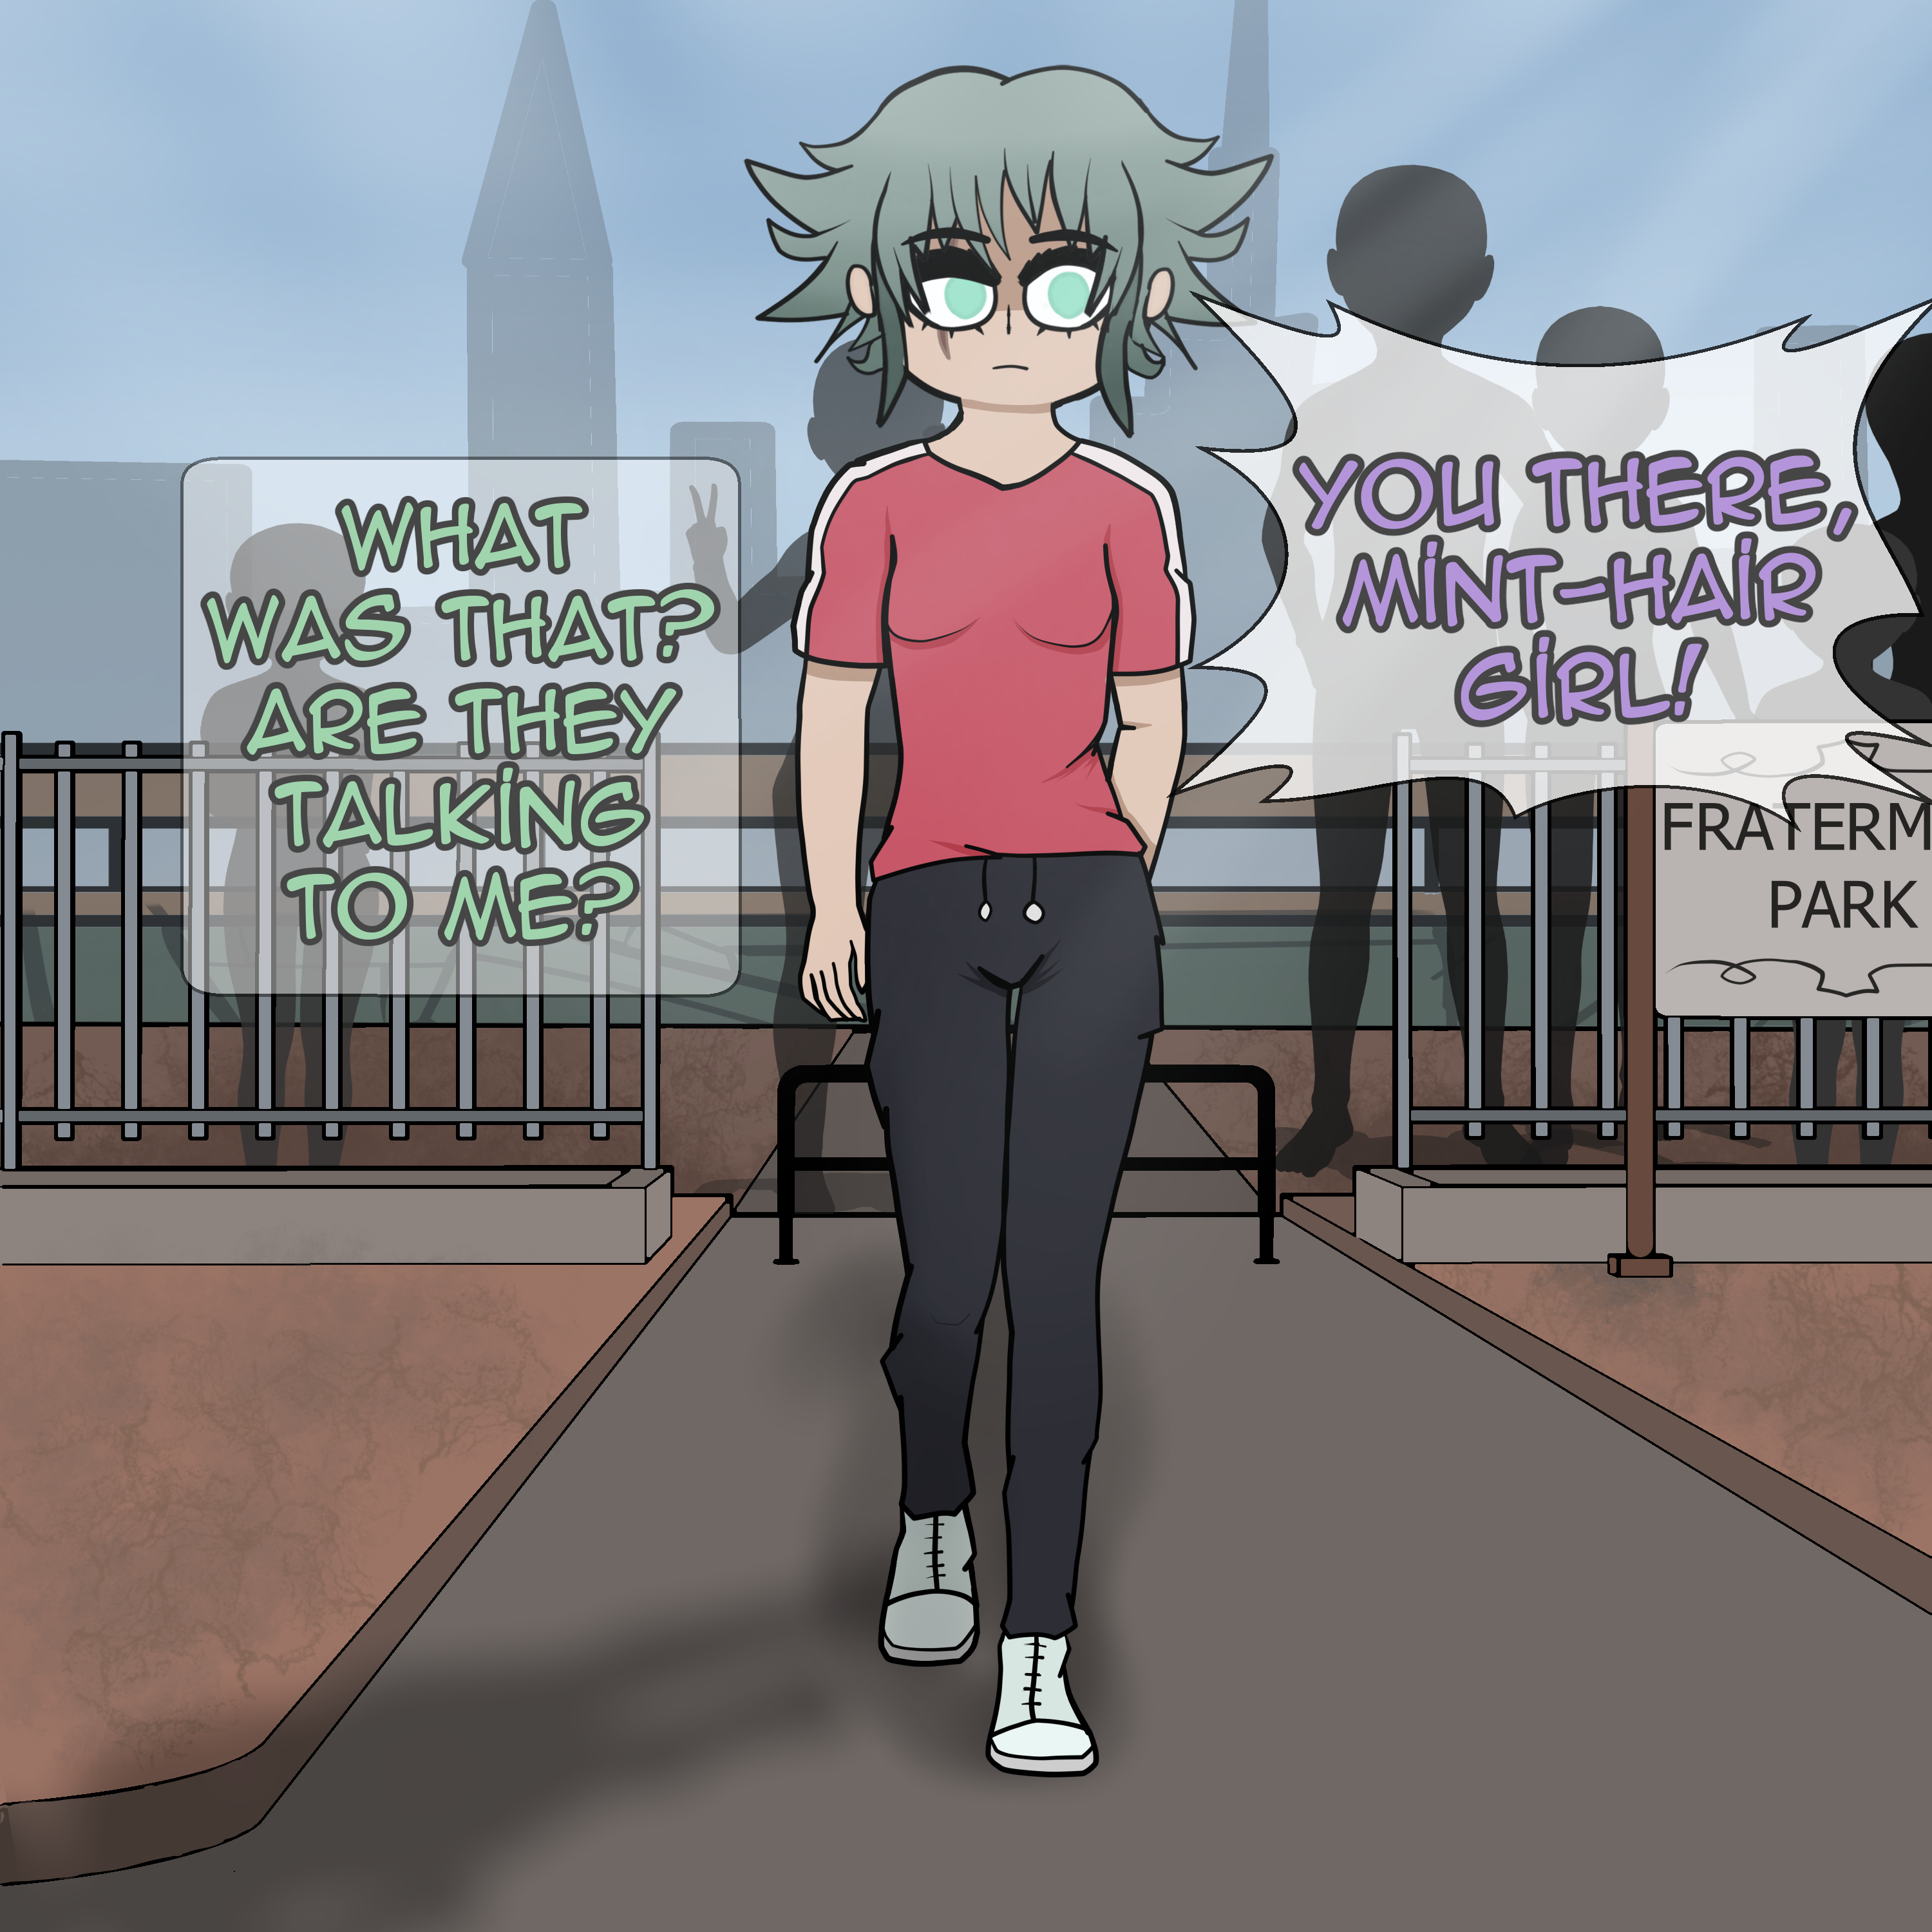 WHAT
WAS THAT?
ARE THEY
TALKING
TO ME?
YOU THERE,
MINT-HAIR
GIRL!
FRATERM
PARK